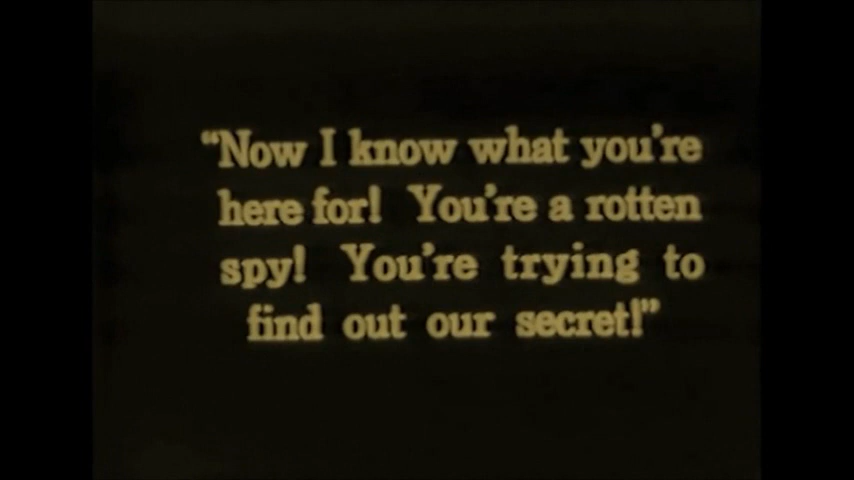 “Now I know what you're
here for! You're a rotten
spy! You're trying to
find out our secret!”